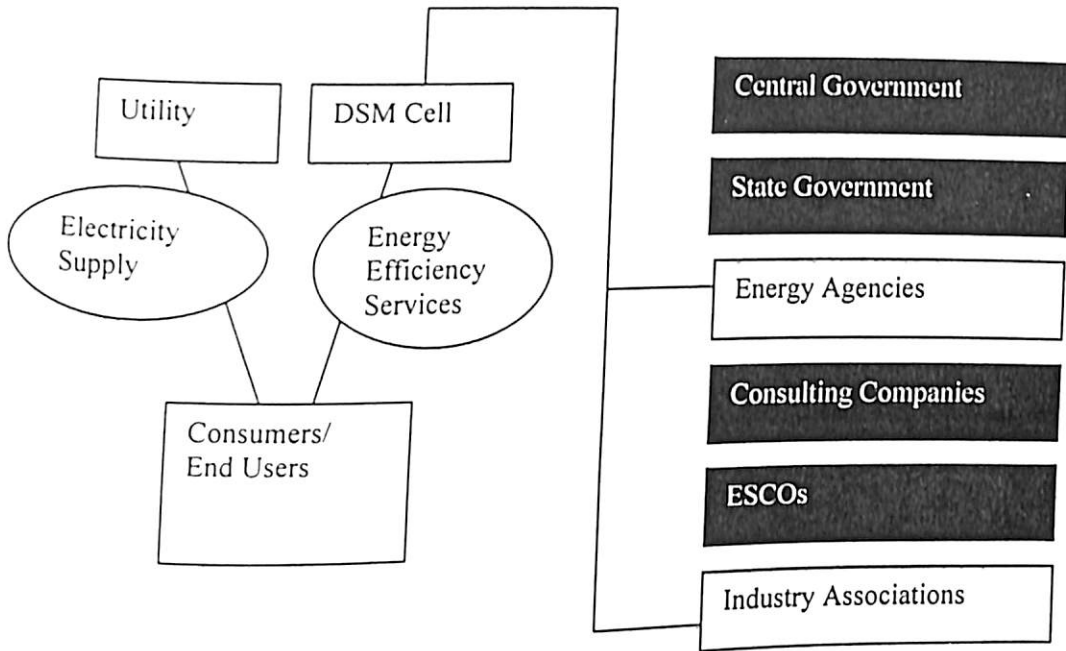 Utility
DSM Cell
Electricity
Supply
Energy
Efficiency
Services
Consumers/
End Users
Central Government
State Government
Energy Agencies
Consulting Companies
ESCOs
Industry Associations